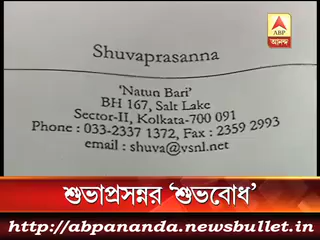 abp
ABP
আনন্দ
Shuvaprasanna
'Natun Bari'
BH 167, Salt Lake
Sector-II, Kolkata-700 091
Phone : 033-2337 1372, Fax : 2359 2993
email : shuva@vsnl.net
শুভাপ্রসন্নর ‘শুভবোধ’
http://abpananda.newsbullet.in